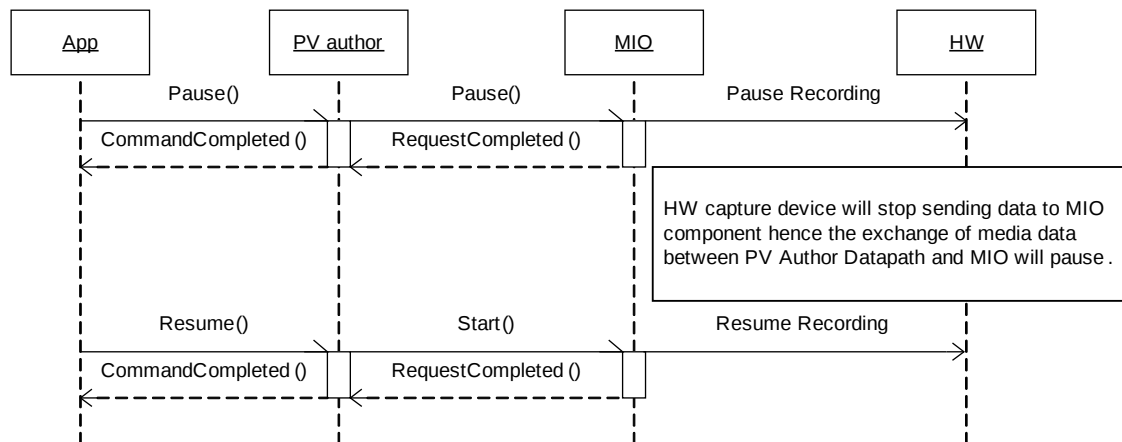 App
PV author
MIO
HW
Pause()
Pause()
Pause Recording
CommandCompleted ()
RequestCompleted ()
HW capture device will stop sending data to MIO
component hence the exchange of media data
between PV Author Datapath and MIO will pause .
Resume()
Start()
Resume Recording
CommandCompleted ()
RequestCompleted ()